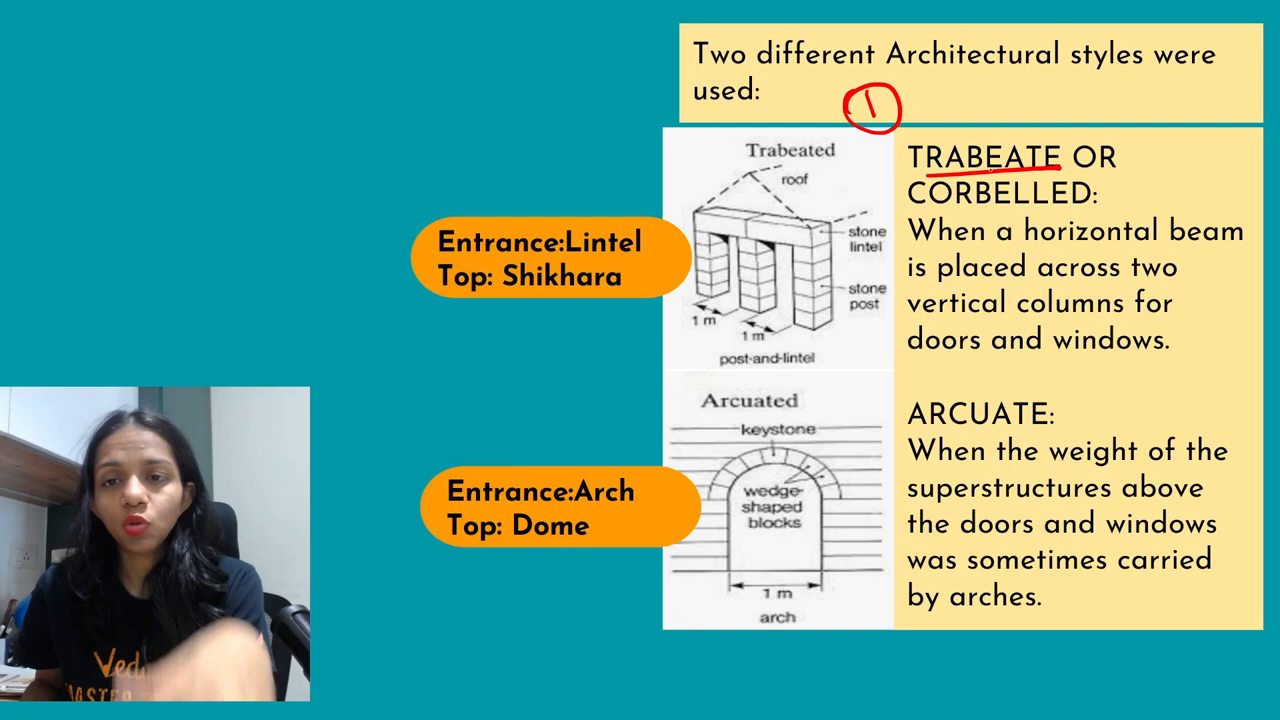 Two different Architectural styles were
used:
1
Trabeated
roof
stone
lintel
stone
post
1 m
1 m
post-and-lintel
TRABEATE OR
CORBELLED:
When a horizontal beam
is placed across two
vertical columns for
doors and windows.
Entrance:Lintel
Top: Shikhara
Arcuated
keystone
wedge-
shaped
blocks
1 m
arch
ARCUATE:
When the weight of the
superstructures above
the doors and windows
was sometimes carried
by arches.
Entrance:Arch
Top: Dome